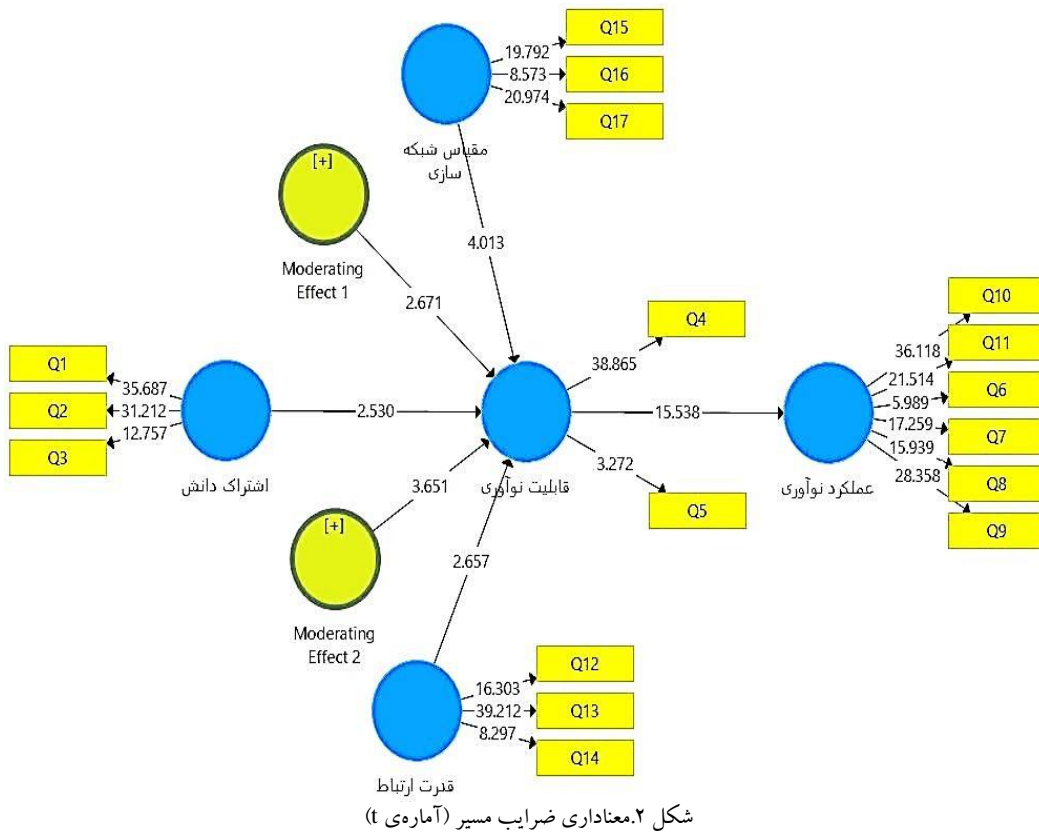 Q15
19.792
8.573
Q16
20.974
Q17
مقیاس شبکه
سازی
[+]
Moderating
Effect 1
4.013
2.671
Q1
35.687
Q2
31.212
Q3
12.757
اشتراک دانش
2.530
قابلیت نوآوری
38.865
Q4
3.272
Q5
15.538
عملکرد نوآوری
Q10
36.118
Q11
21.514
Q6
5.989
Q7
17.259
15.939
Q8
28.358
Q9
[+]
Moderating
Effect 2
3.651
2.657
Q12
16.303
Q13
39.212
8.297
Q14
قدرت ارتباط
شکل ۲.معناداری ضرایب مسیر (آماره‌ی t)